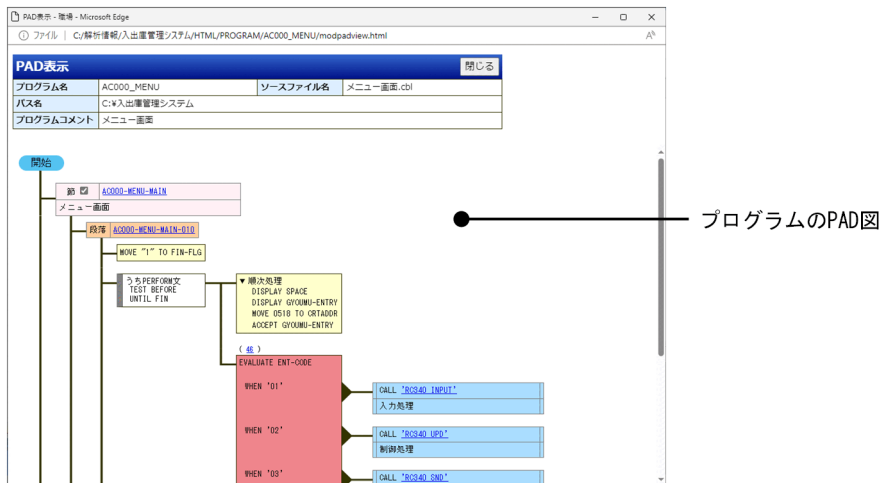 PAD表示 - 職場 - Microsoft Edge
ファイル C:/解析情報/入出庫管理システム/HTML/PROGRAM/AC000_MENU/modpadview.html
PAD表示 閉じる
プログラム名 AC000_MENU ソースファイル名 メニュー画面.cbl
パス名 C:¥入出庫管理システム
プログラムコメント メニュー画面
開始
節 AC000-MENU-MAIN
メニュー画面
段落 AC000-MENU-MAIN-010
MOVE "1" TO FIN-FLG
うちPERFORM文
TEST BEFORE
UNTIL FIN
▼ 順次処理
DISPLAY SPACE
DISPLAY GYOUMU-ENTRY
MOVE 0518 TO CRTADDR
ACCEPT GYOUMU-ENTRY
( 46 )
EVALUATE ENT-CODE
WHEN '01'
CALL 'RC340 INPUT'
入力処理
WHEN '02'
CALL 'RC340 UPD'
制御処理
WHEN '03'
CALL 'RC340 SND'
プログラムのPAD図